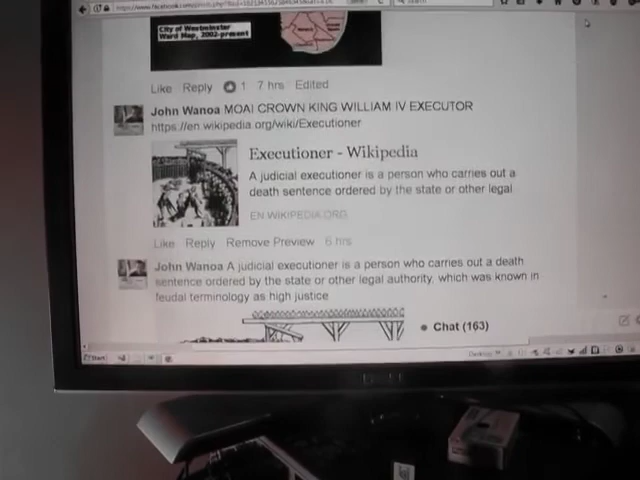 City of Westminster
Ward Map, 2002-present
Like Reply 1 7 hrs Edited
John Wanoa MOAI CROWN KING WILLIAM IV EXECUTOR
https://en.wikipedia.org/wiki/Executioner
Executioner - Wikipedia
A judicial executioner is a person who carries out a
death sentence ordered by the state or other legal
EN.WIKIPEDIA.ORG
Like Reply Remove Preview 6 hrs
John Wanoa A judicial executioner is a person who carries out a death
sentence ordered by the state or other legal authority, which was known in
feudal terminology as high justice
Chat (163)
Start
Desktop